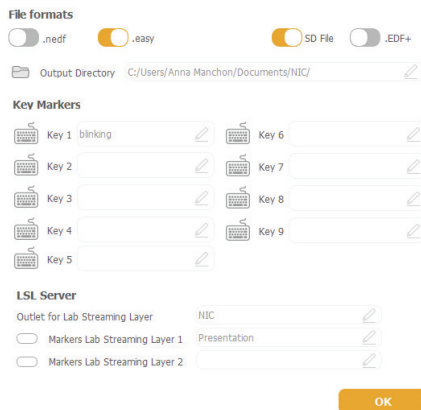 File formats
.nedf .easy SD File .EDF+
Output Directory C:/Users/Anna Manchon/Documents/NIC/
Key Markers
Key 1 blinking Key 6
Key 2 Key 7
Key 3 Key 8
Key 4 Key 9
Key 5
LSL Server
Outlet for Lab Streaming Layer NIC
Markers Lab Streaming Layer 1 Presentation
Markers Lab Streaming Layer 2
OK